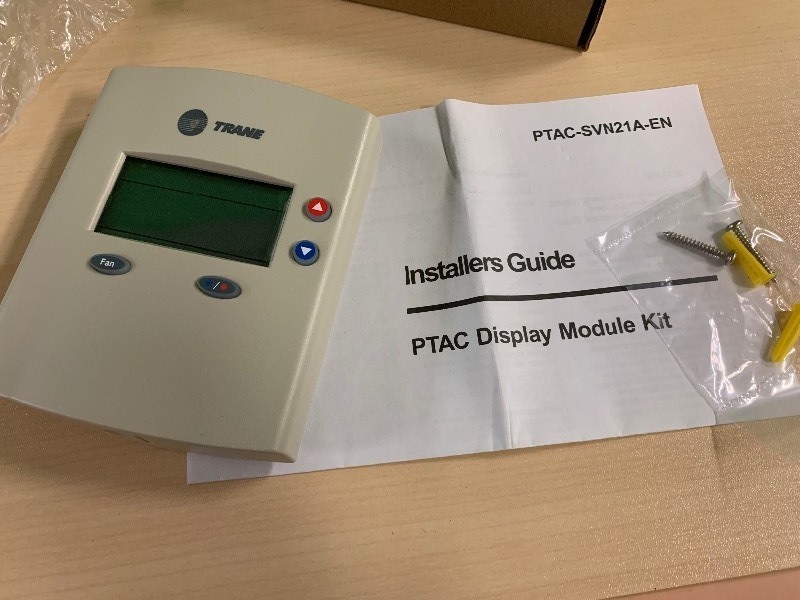 TRANE
Fan
PTAC-SVN21A-EN
Installers Guide
PTAC Display Module Kit